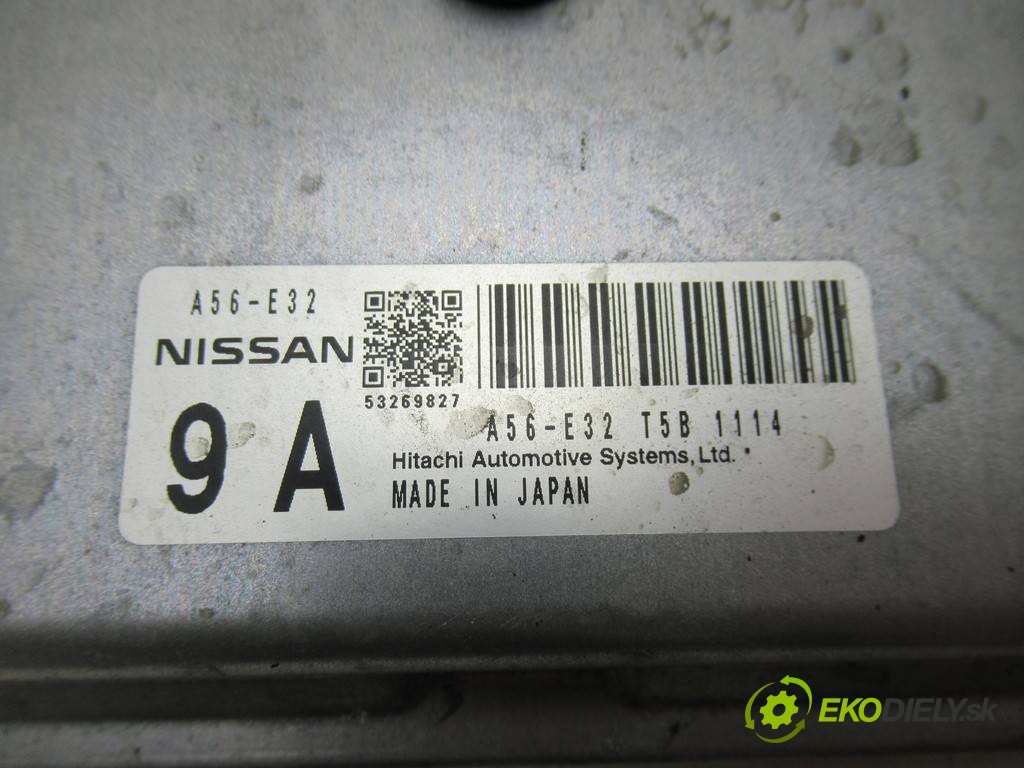 A56-E32
NISSAN
53269827
9 A
A56-E32 T5B 1114
Hitachi Automotive Systems, Ltd.
MADE IN JAPAN
EKODIELY.sk